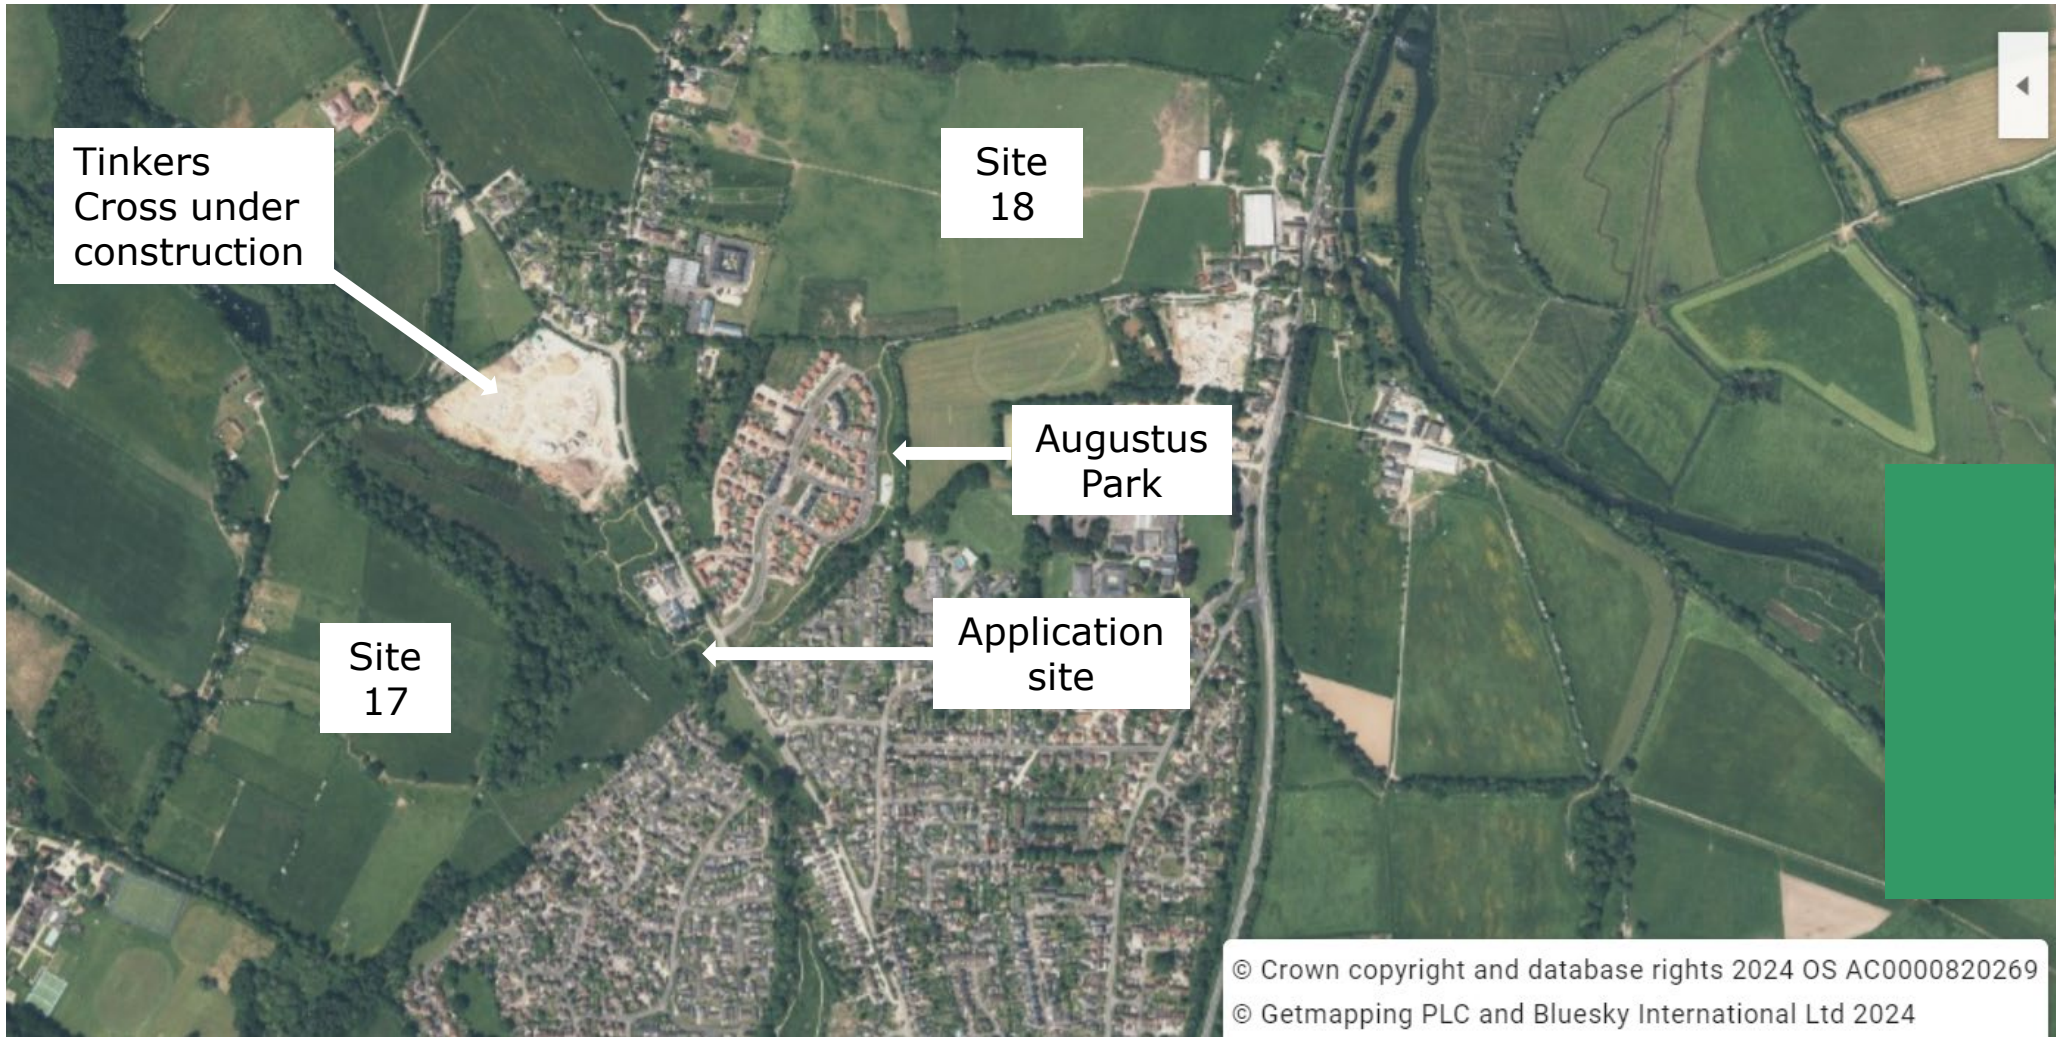 Tinkers
Cross under
construction
Site
18
Augustus
Park
Application
site
Site
17
© Crown copyright and database rights 2024 OS AC0000820269
© Getmapping PLC and Bluesky International Ltd 2024